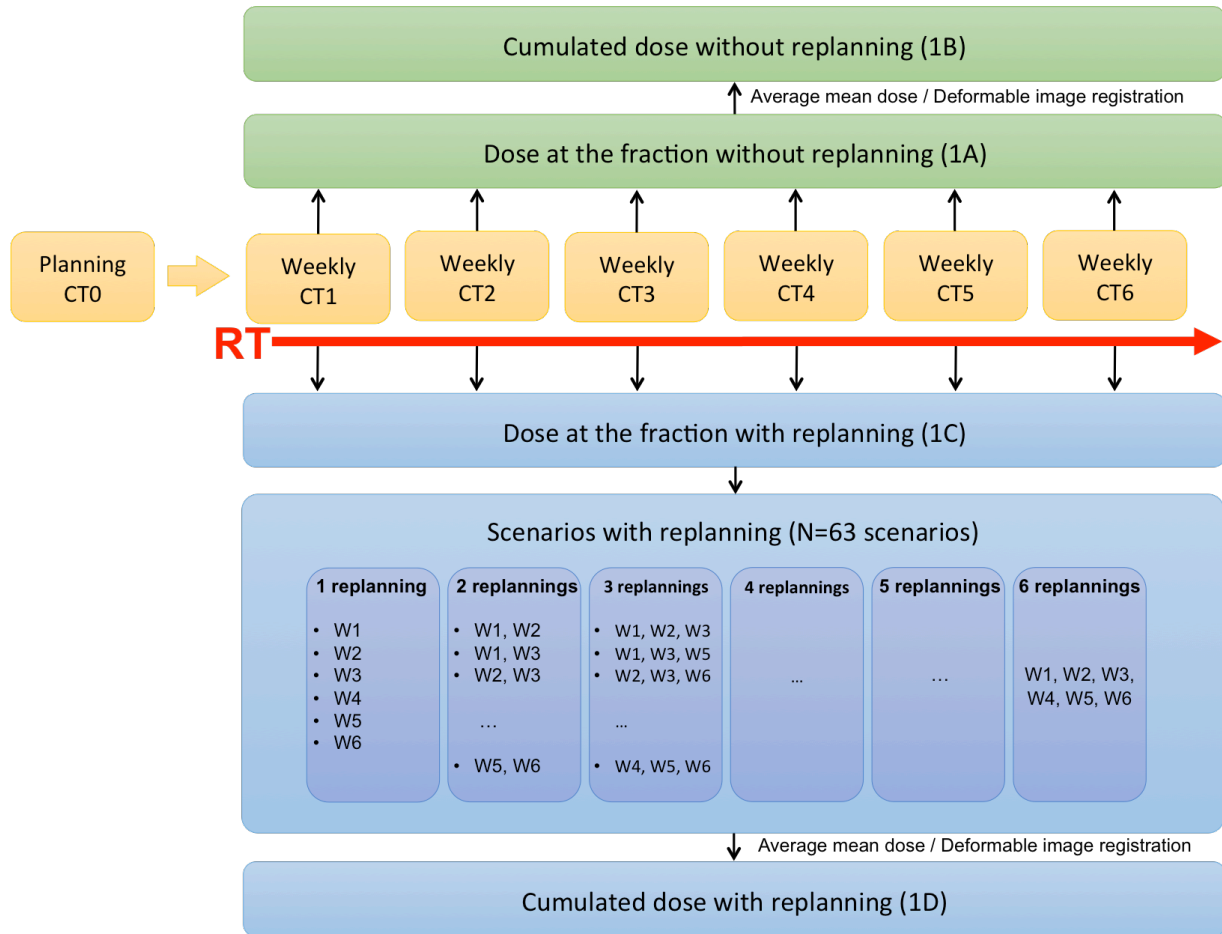 Cumulated dose without replanning (1B)
Average mean dose / Deformable image registration
Dose at the fraction without replanning (1A)
Planning
CT0
Weekly
CT1
Weekly
CT2
Weekly
CT3
Weekly
CT4
Weekly
CT5
Weekly
CT6
RT
Dose at the fraction with replanning (1C)
Scenarios with replanning (N=63 scenarios)
1 replanning
• W1
• W2
• W3
• W4
• W5
• W6
2 replannings
• W1, W2
• W1, W3
• W2, W3
...
• W5, W6
3 replannings
• W1, W2, W3
• W1, W3, W5
• W2, W3, W6
...
• W4, W5, W6
4 replannings
...
5 replannings
...
6 replannings
W1, W2, W3,
W4, W5, W6
Average mean dose / Deformable image registration
Cumulated dose with replanning (1D)